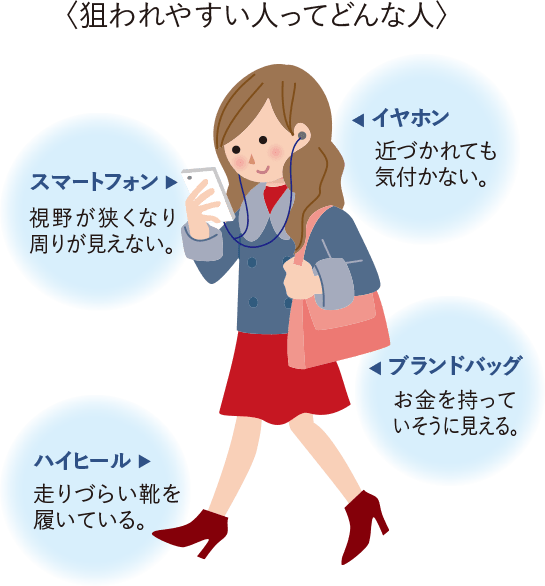 〈狙われやすい人ってどんな人〉
◀ イヤホン
近づかれても
気付かない。
スマートフォン ▶
視野が狭くなり
周りが見えない。
◀ ブランドバッグ
お金を持って
いそうに見える。
ハイヒール ▶
走りづらい靴を
履いている。